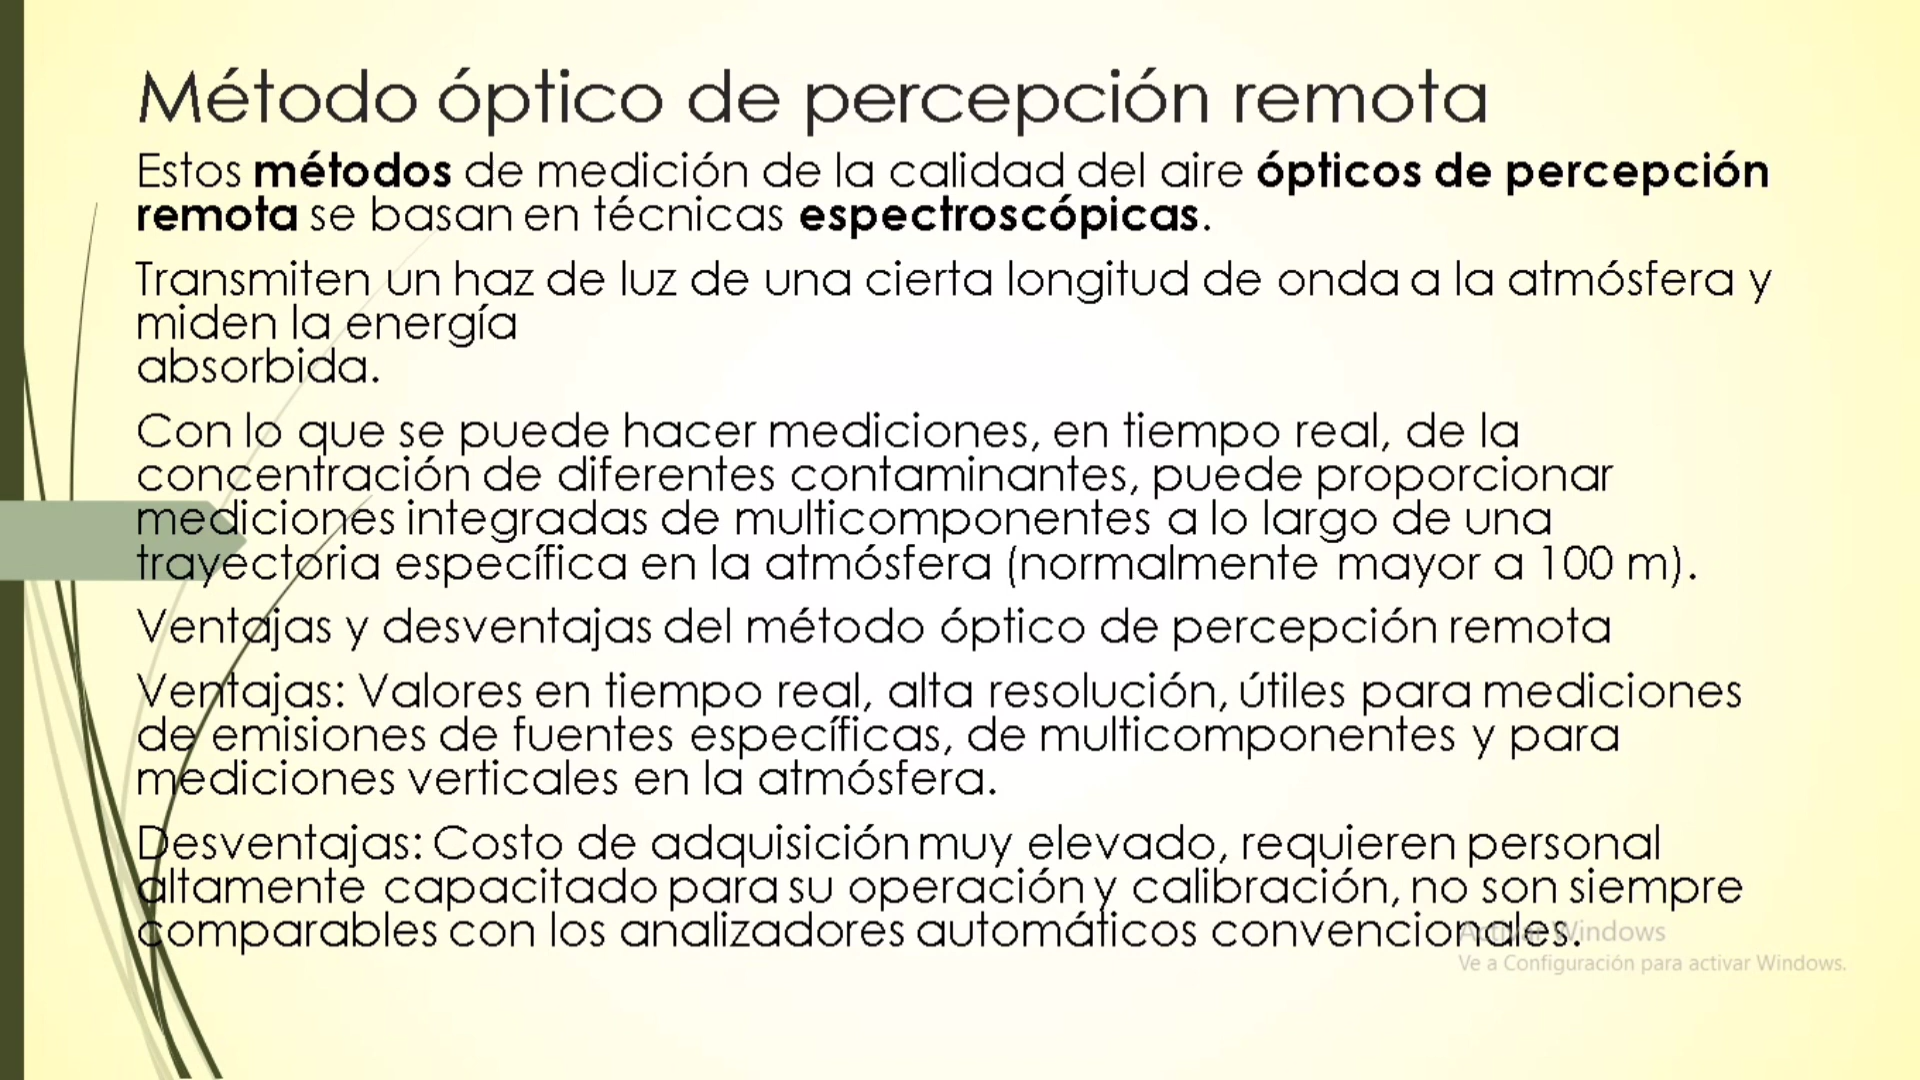 Método óptico de percepción remota
Estos métodos de medición de la calidad del aire ópticos de percepción
remota se basan en técnicas espectroscópicas.
Transmiten un haz de luz de una cierta longitud de onda a la atmósfera y
miden la energía
absorbida.
Con lo que se puede hacer mediciones, en tiempo real, de la
concentración de diferentes contaminantes, puede proporcionar
mediciones integradas de multicomponentes a lo largo de una
trayectoria específica en la atmósfera (normalmente mayor a 100 m).
Ventajas y desventajas del método óptico de percepción remota
Ventajas: Valores en tiempo real, alta resolución, útiles para mediciones
de emisiones de fuentes específicas, de multicomponentes y para
mediciones verticales en la atmósfera.
Desventajas: Costo de adquisición muy elevado, requieren personal
altamente capacitado para su operación y calibración, no son siempre
comparables con los analizadores automáticos convencionales.
Activar Windows
Ve a Configuración para activar Windows.